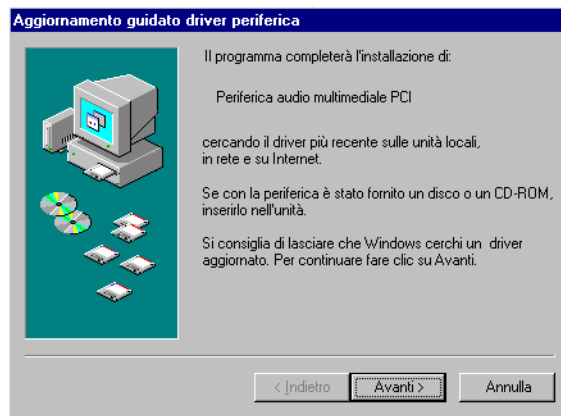 Aggiornamento guidato driver periferica
Il programma completerà l'installazione di:
Periferica audio multimediale PCI
cercando il driver più recente sulle unità locali,
in rete e su Internet.
Se con la periferica è stato fornito un disco o un CD-ROM,
inserirlo nell'unità.
Si consiglia di lasciare che Windows cerchi un driver
aggiornato. Per continuare fare clic su Avanti.
< Indietro
Avanti >
Annulla